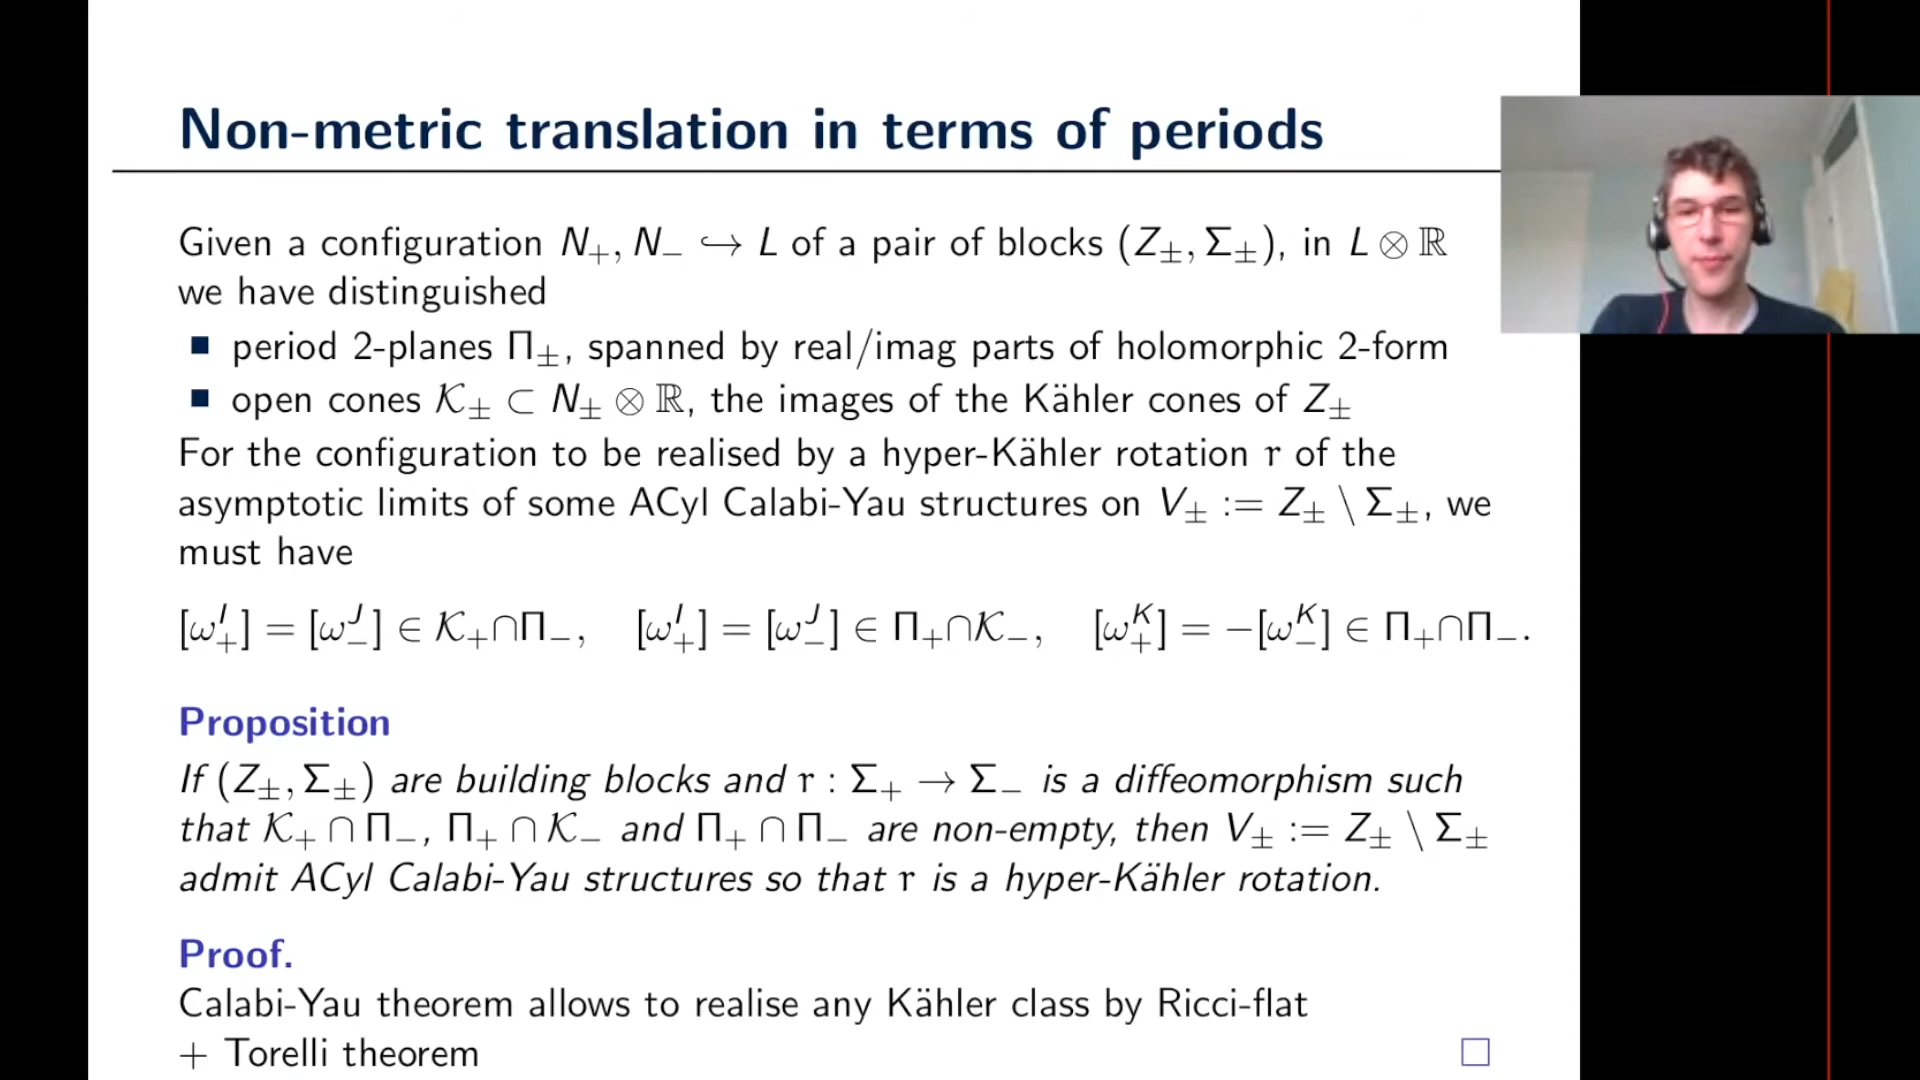 Non-metric translation in terms of periods
Given a configuration N₊, N₋ ↪ L of a pair of blocks (Z±, Σ±), in L ⊗ ℝ
we have distinguished
■ period 2-planes Π±, spanned by real/imag parts of holomorphic 2-form
■ open cones 𝒦± ⊂ N± ⊗ ℝ, the images of the Kähler cones of Z±
For the configuration to be realised by a hyper-Kähler rotation r of the
asymptotic limits of some ACyl Calabi-Yau structures on V± := Z± \ Σ±, we
must have
[ω₊ᴵ] = [ω₋ᴶ] ∈ 𝒦₊∩Π₋, [ω₊ᴵ] = [ω₋ᴶ] ∈ Π₊∩𝒦₋, [ω₊ᴷ] = −[ω₋ᴷ] ∈ Π₊∩Π₋.
Proposition
If (Z±, Σ±) are building blocks and r : Σ₊ → Σ₋ is a diffeomorphism such
that 𝒦₊ ∩ Π₋, Π₊ ∩ 𝒦₋ and Π₊ ∩ Π₋ are non-empty, then V± := Z± \ Σ±
admit ACyl Calabi-Yau structures so that r is a hyper-Kähler rotation.
Proof.
Calabi-Yau theorem allows to realise any Kähler class by Ricci-flat
+ Torelli theorem □